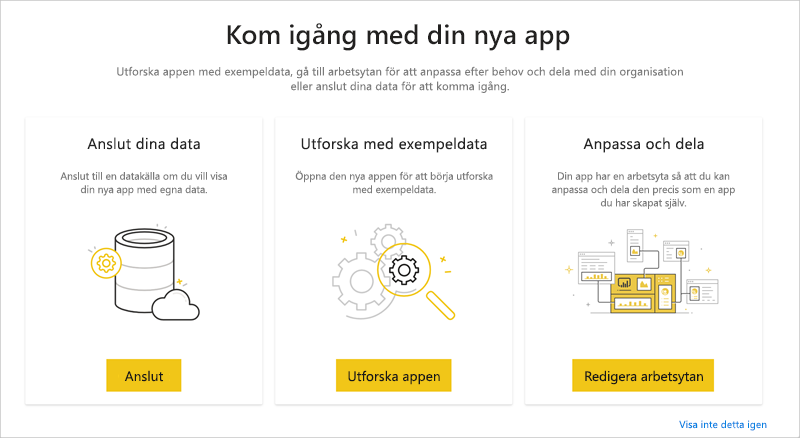 Kom igång med din nya app
Utforska appen med exempeldata, gå till arbetsytan för att anpassa efter behov och dela med din organisation
eller anslut dina data för att komma igång.
Anslut dina data
Anslut till en datakälla om du vill visa
din nya app med egna data.
Anslut
Utforska med exempeldata
Öppna den nya appen för att börja utforska
med exempeldata.
Utforska appen
Anpassa och dela
Din app har en arbetsyta så att du kan
anpassa och dela den precis som en app
du har skapat själv.
Redigera arbetsytan
Visa inte detta igen